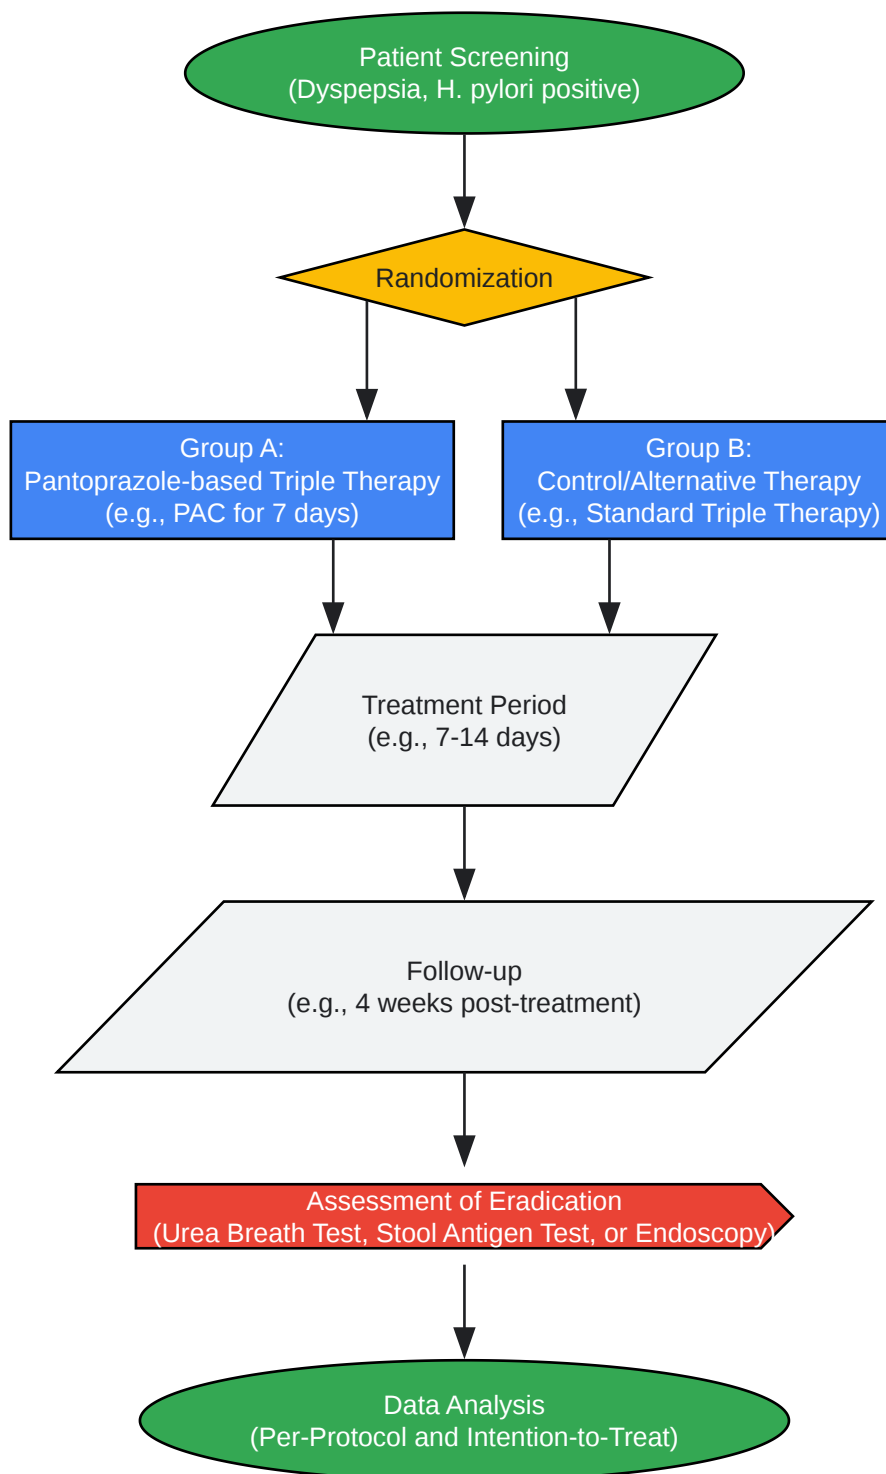 Patient Screening
(Dyspepsia, H. pylori positive)
Randomization
Group A:
Pantoprazole-based Triple Therapy
(e.g., PAC for 7 days)
Group B:
Control/Alternative Therapy
(e.g., Standard Triple Therapy)
Treatment Period
(e.g., 7-14 days)
Follow-up
(e.g., 4 weeks post-treatment)
Assessment of Eradication
(Urea Breath Test, Stool Antigen Test, or Endoscopy)
Data Analysis
(Per-Protocol and Intention-to-Treat)